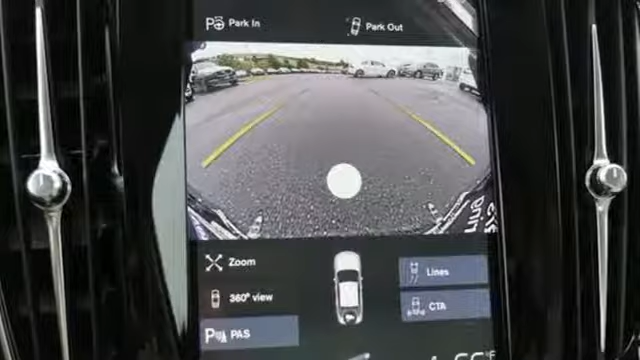 Park In
Park Out
Zoom
360° view
PAS
Lines
CTA